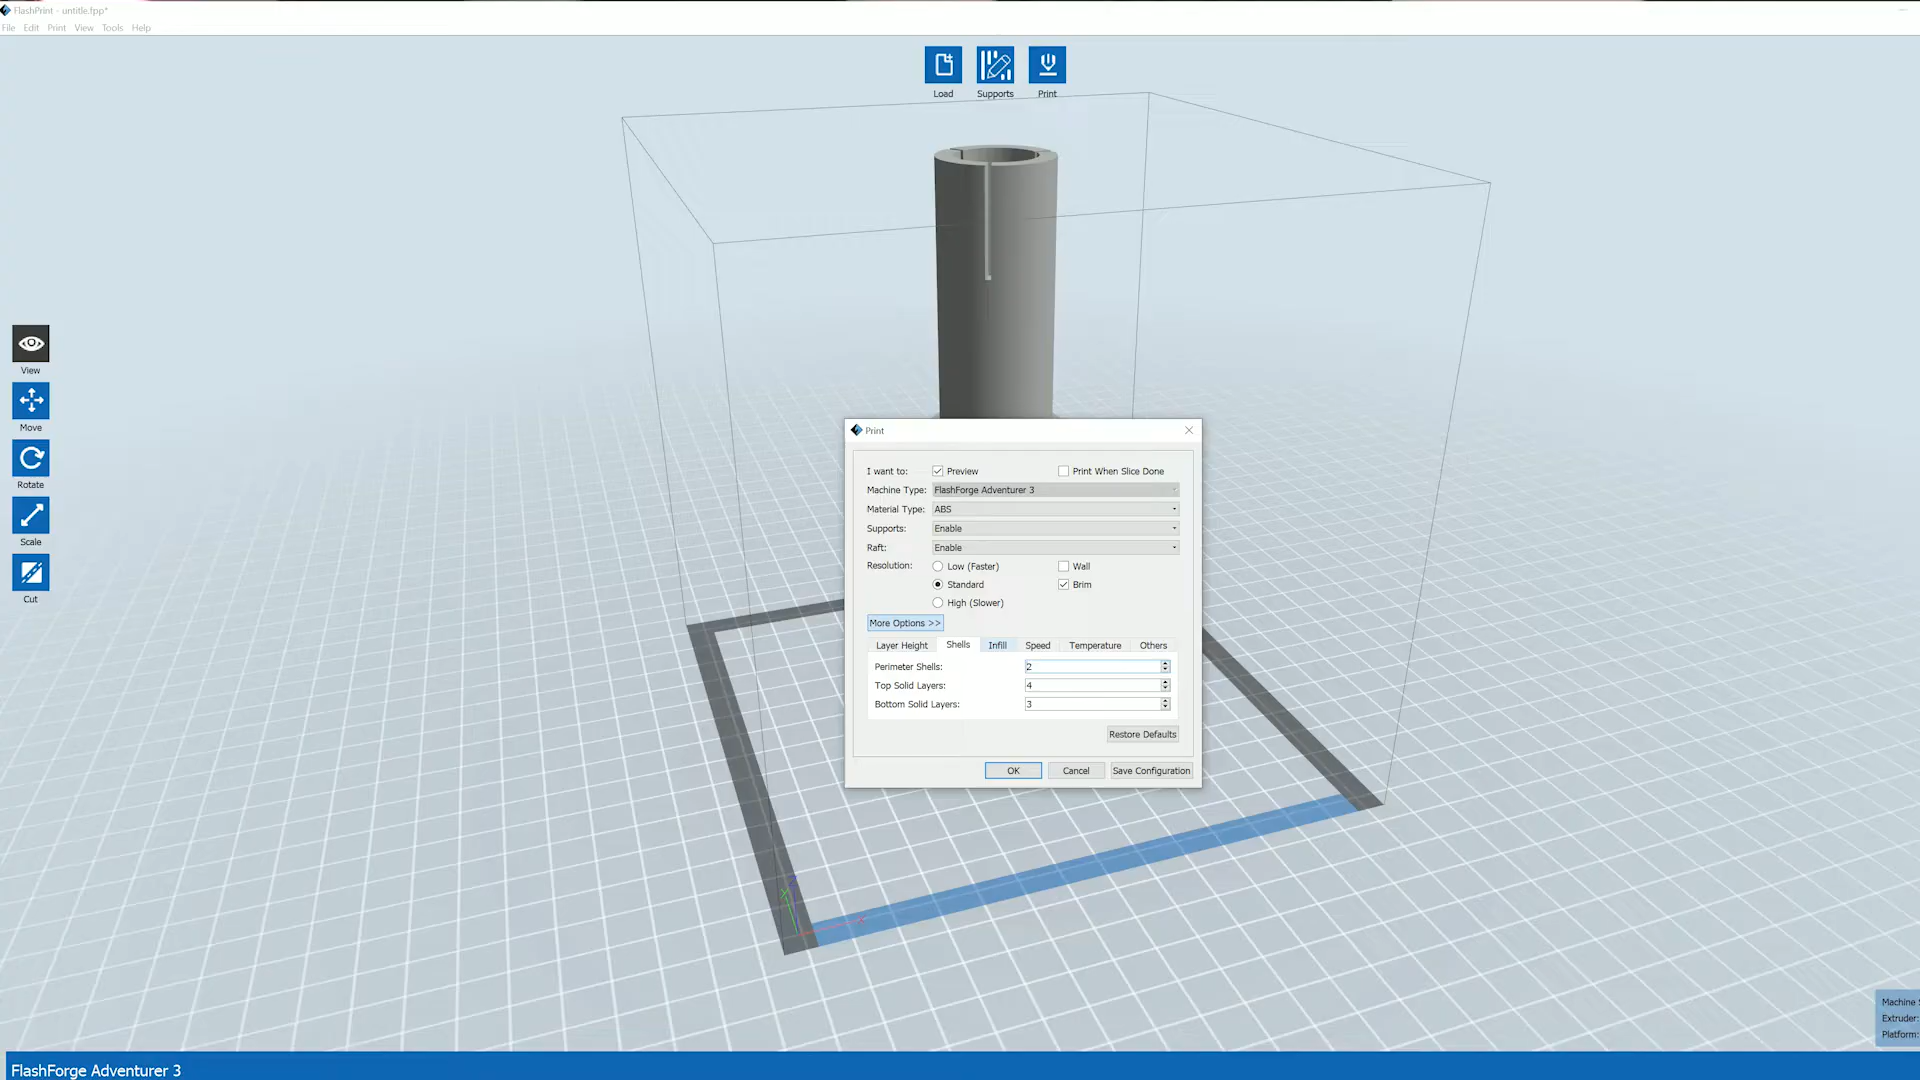 FlashPrint - untitle.fpp*
File Edit Print View Tools Help
Load Supports Print
View
Move
Rotate
Scale
Cut
Print
I want to: Preview Print When Slice Done
Machine Type: FlashForge Adventurer 3
Material Type: ABS
Supports: Enable
Raft: Enable
Resolution: Low (Faster) Wall
Standard Brim
High (Slower)
More Options >>
Layer Height Shells Infill Speed Temperature Others
Perimeter Shells: 2
Top Solid Layers: 4
Bottom Solid Layers: 3
Restore Defaults
OK Cancel Save Configuration
Machine S
Extruder:
Platform:
FlashForge Adventurer 3